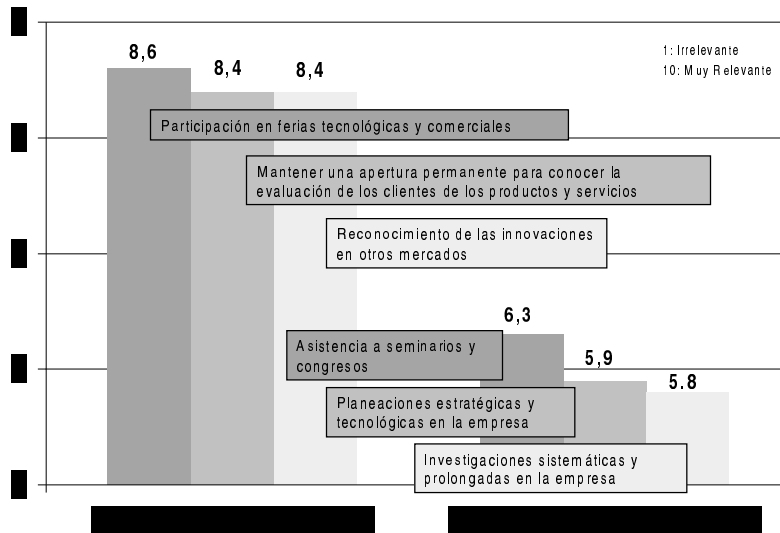 8,6
8,4
8,4
1: Irrelevante
10: Muy Relevante
Participación en ferias tecnológicas y comerciales
Mantener una apertura permanente para conocer la
evaluación de los clientes de los productos y servicios
Reconocimiento de las innovaciones
en otros mercados
6,3
5,9
5.8
Asistencia a seminarios y
congresos
Planeaciones estratégicas y
tecnológicas en la empresa
Investigaciones sistemáticas y
prolongadas en la empresa